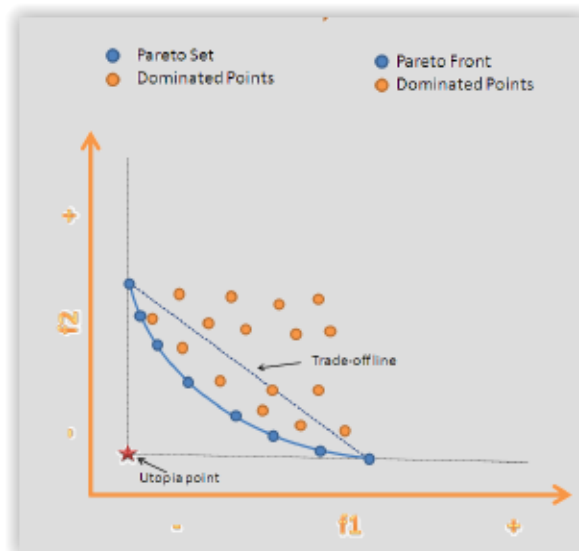 Pareto Set
Dominated Points
Pareto Front
Dominated Points
+
f2
-
Trade-off line
Utopia point
-
f1
+